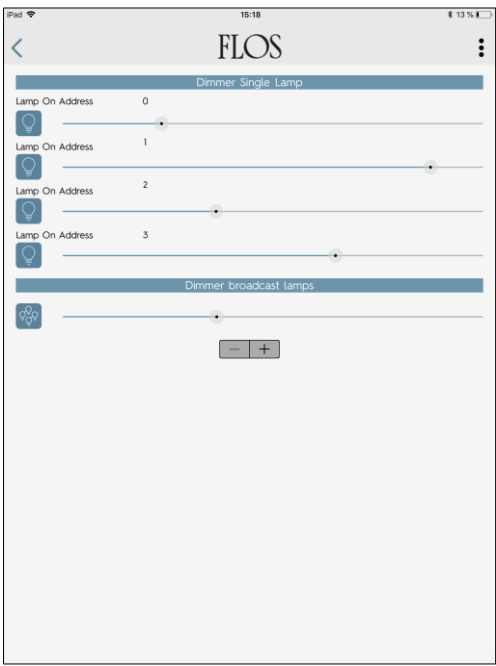 iPad 15:18 13 %
FLOS
Dimmer Single Lamp
Lamp On Address 0
Lamp On Address 1
Lamp On Address 2
Lamp On Address 3
Dimmer broadcast lamps
− +